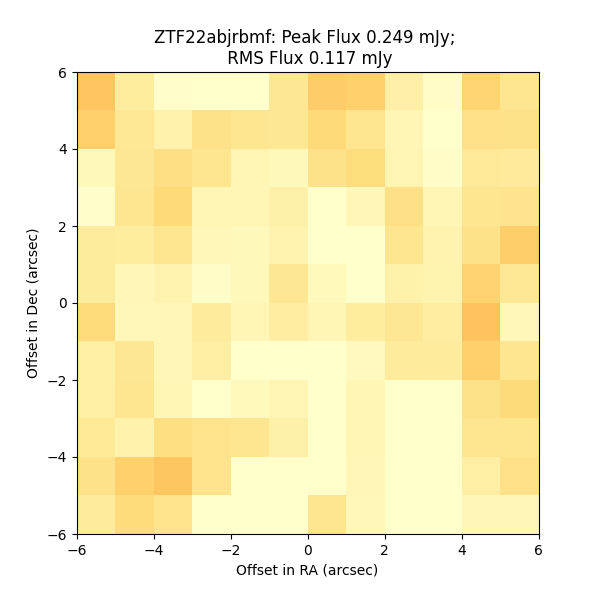 ZTF22abjrbmf: Peak Flux 0.249 mJy;
RMS Flux 0.117 mJy
6
4
2
0
−2
−4
−6
Offset in Dec (arcsec)
−6 −4 −2 0 2 4 6
Offset in RA (arcsec)